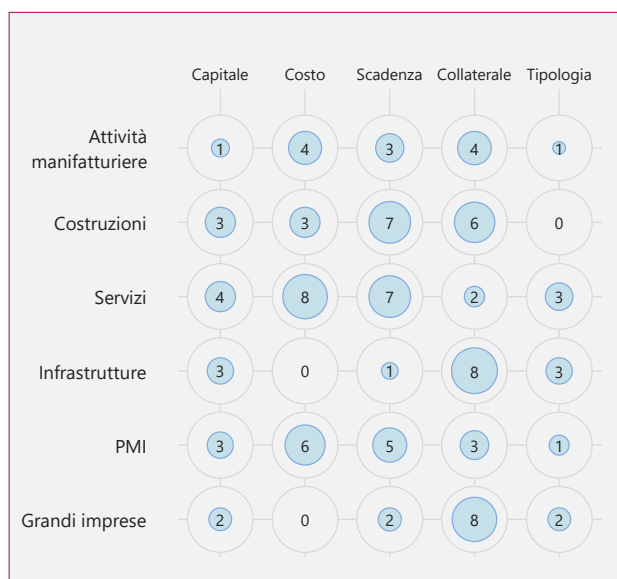 Capitale Costo Scadenza Collaterale Tipologia
Attività
manifatturiere
1 4 3 4 1
Costruzioni 3 3 7 6 0
Servizi 4 8 7 2 3
Infrastrutture 3 0 1 8 3
PMI 3 6 5 3 1
Grandi imprese 2 0 2 8 2